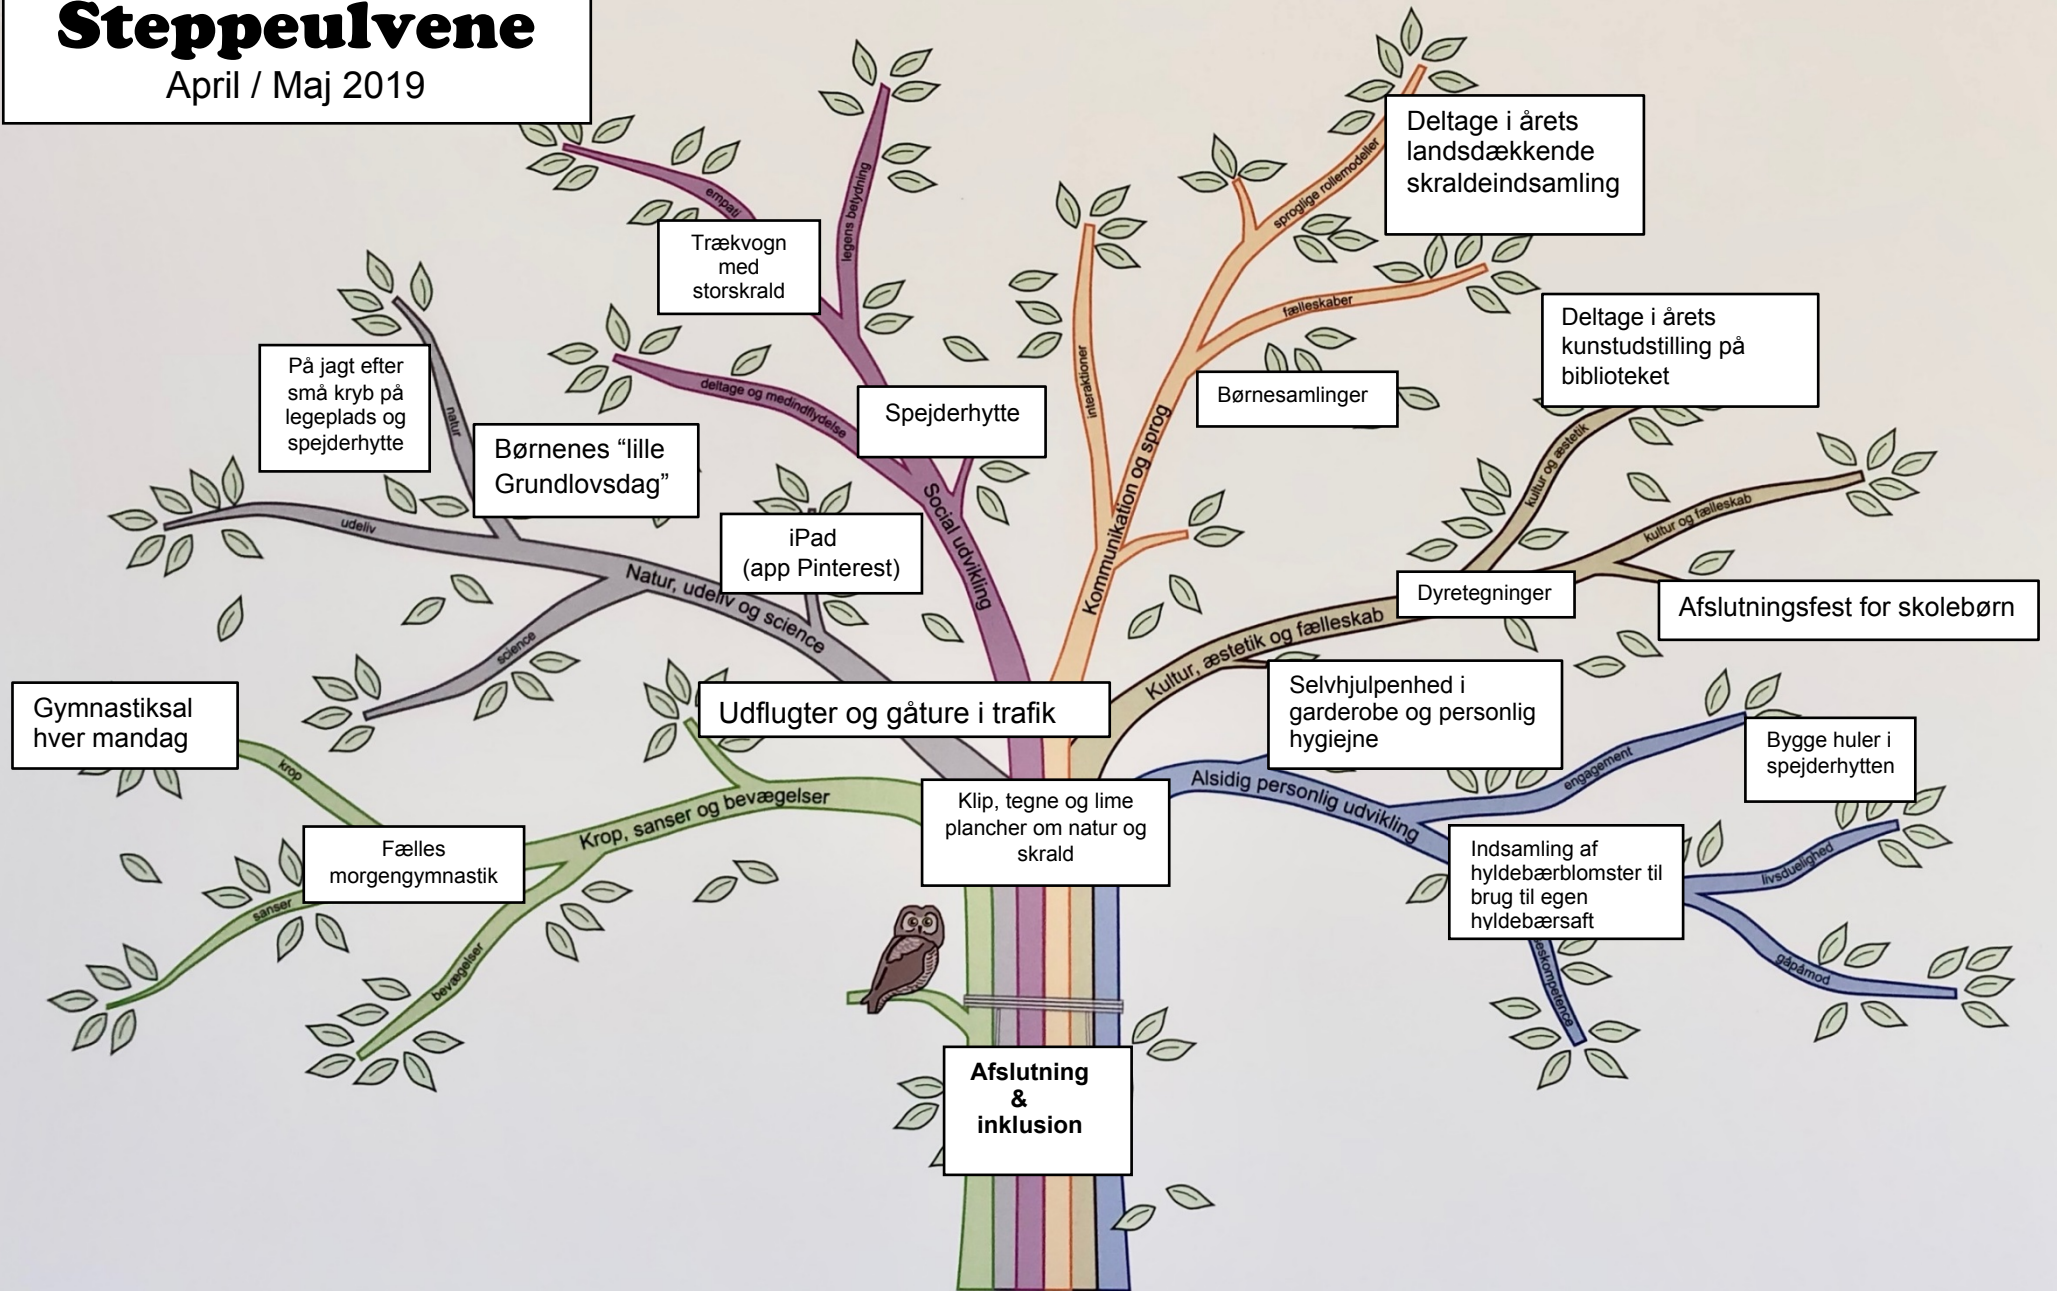 Steppeulvene
April / Maj 2019
Deltage i årets
landsdækkende
skraldeindsamling
empati
legens betydning
sproglige rollemodeller
Trækvogn
med
storskrald
fælleskaber
Deltage i årets
kunstudstilling på
biblioteket
På jagt efter
små kryb på
legeplads og
spejderhytte
natur
deltage og medindflydelse
interaktioner
Spejderhytte
Børnesamlinger
Børnenes “lille
Grundlovsdag”
kultur og æstetik
kultur og fælleskab
udeliv
iPad
(app Pinterest)
Social udvikling
Kommunikation og sprog
Natur, udeliv og science
science
Dyretegninger
Afslutningsfest for skolebørn
Kultur, æstetik og fælleskab
Gymnastiksal
hver mandag
Udflugter og gåture i trafik
Selvhjulpenhed i
garderobe og personlig
hygiejne
Bygge huler i
spejderhytten
krop
engagement
Krop, sanser og bevægelser
Alsidig personlig udvikling
Klip, tegne og lime
plancher om natur og
skrald
Fælles
morgengymnastik
Indsamling af
hyldebærblomster til
brug til egen
hyldebærsaft
livsduelighed
sanser
bevægelser
gåpåmod
eskompetence
Afslutning
&
inklusion